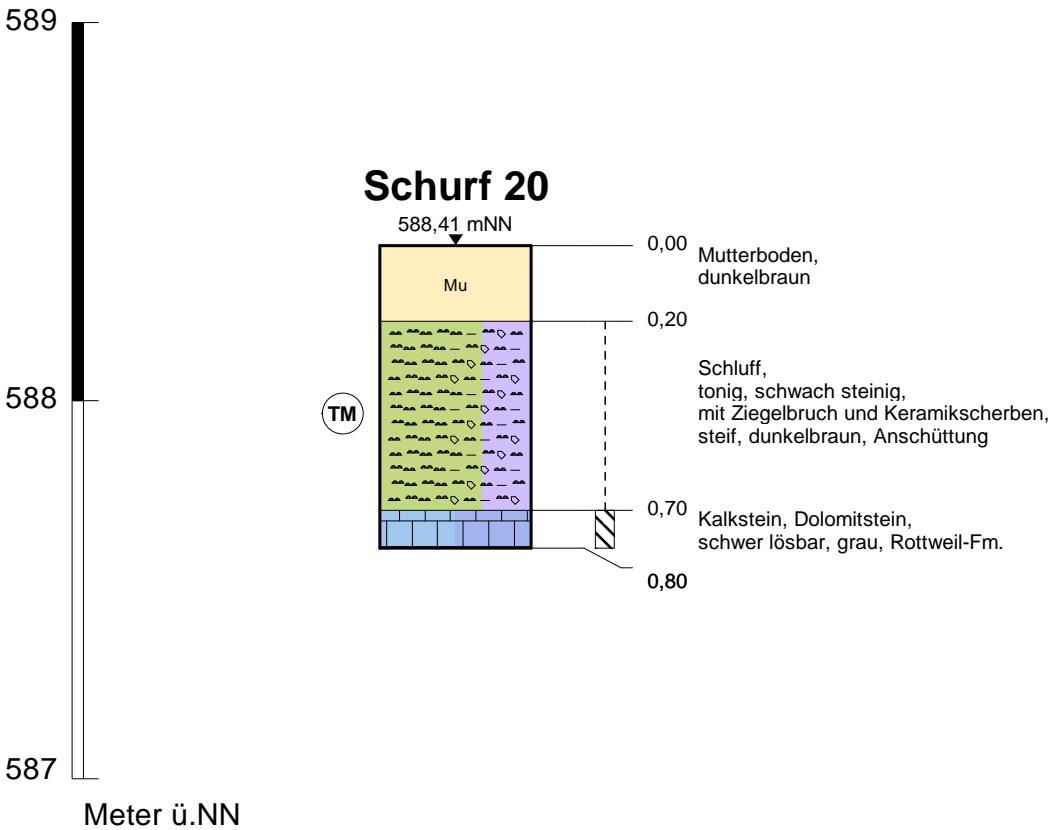 589
Schurf 20
588,41 mNN
0,00
Mutterboden,
dunkelbraun
Mu
0,20
Schluff,
tonig, schwach steinig,
mit Ziegelbruch und Keramikscherben,
steif, dunkelbraun, Anschüttung
588
TM
0,70
Kalkstein, Dolomitstein,
schwer lösbar, grau, Rottweil-Fm.
0,80
587
Meter ü.NN